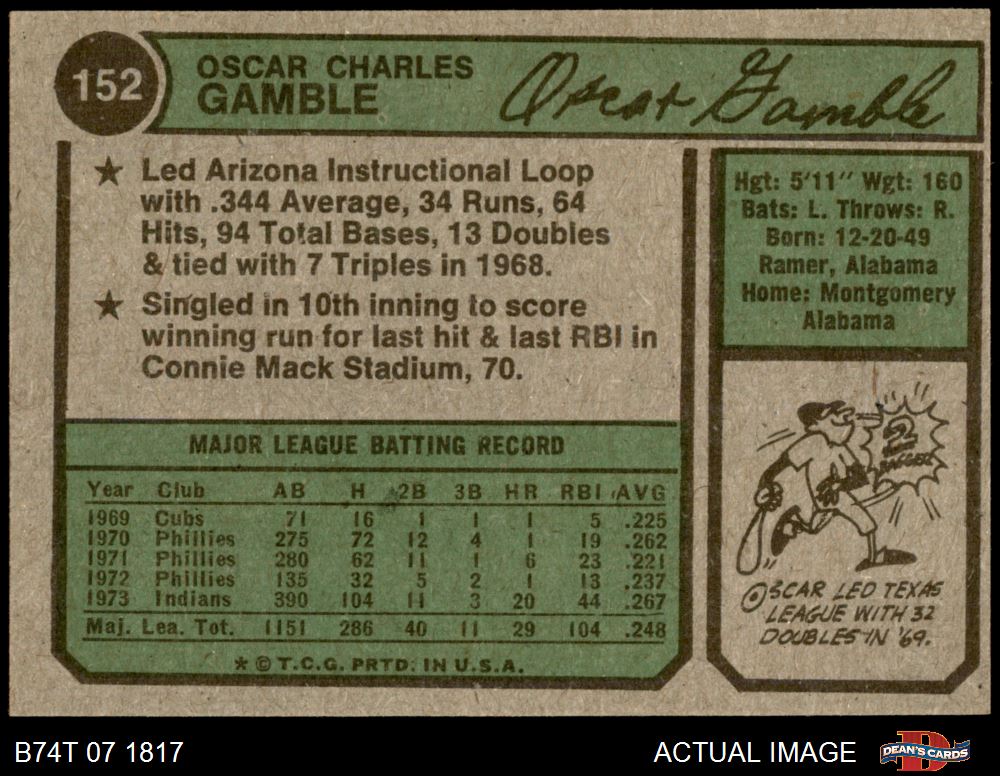 152
OSCAR CHARLES
GAMBLE
Oscar Gamble
★ Led Arizona Instructional Loop
with .344 Average, 34 Runs, 64
Hits, 94 Total Bases, 13 Doubles
& tied with 7 Triples in 1968.
★ Singled in 10th inning to score
winning run for last hit & last RBI in
Connie Mack Stadium, 70.
Hgt: 5'11" Wgt: 160
Bats: L. Throws: R.
Born: 12-20-49
Ramer, Alabama
Home: Montgomery
Alabama
MAJOR LEAGUE BATTING RECORD
Year Club AB H 2B 3B HR RBI AVG
1969 Cubs 71 16 1 1 1 5 .225
1970 Phillies 275 72 12 4 1 19 .262
1971 Phillies 280 62 11 1 6 23 .221
1972 Phillies 135 32 5 2 1 13 .237
1973 Indians 390 104 11 3 20 44 .267
Maj. Lea. Tot. 1151 286 40 11 29 104 .248
★ © T.C.G. PRTD. IN U.S.A.
2
BAGGER
OSCAR LED TEXAS
LEAGUE WITH 32
DOUBLES IN '69.
B74T 07 1817
ACTUAL IMAGE
DEAN'S CARDS